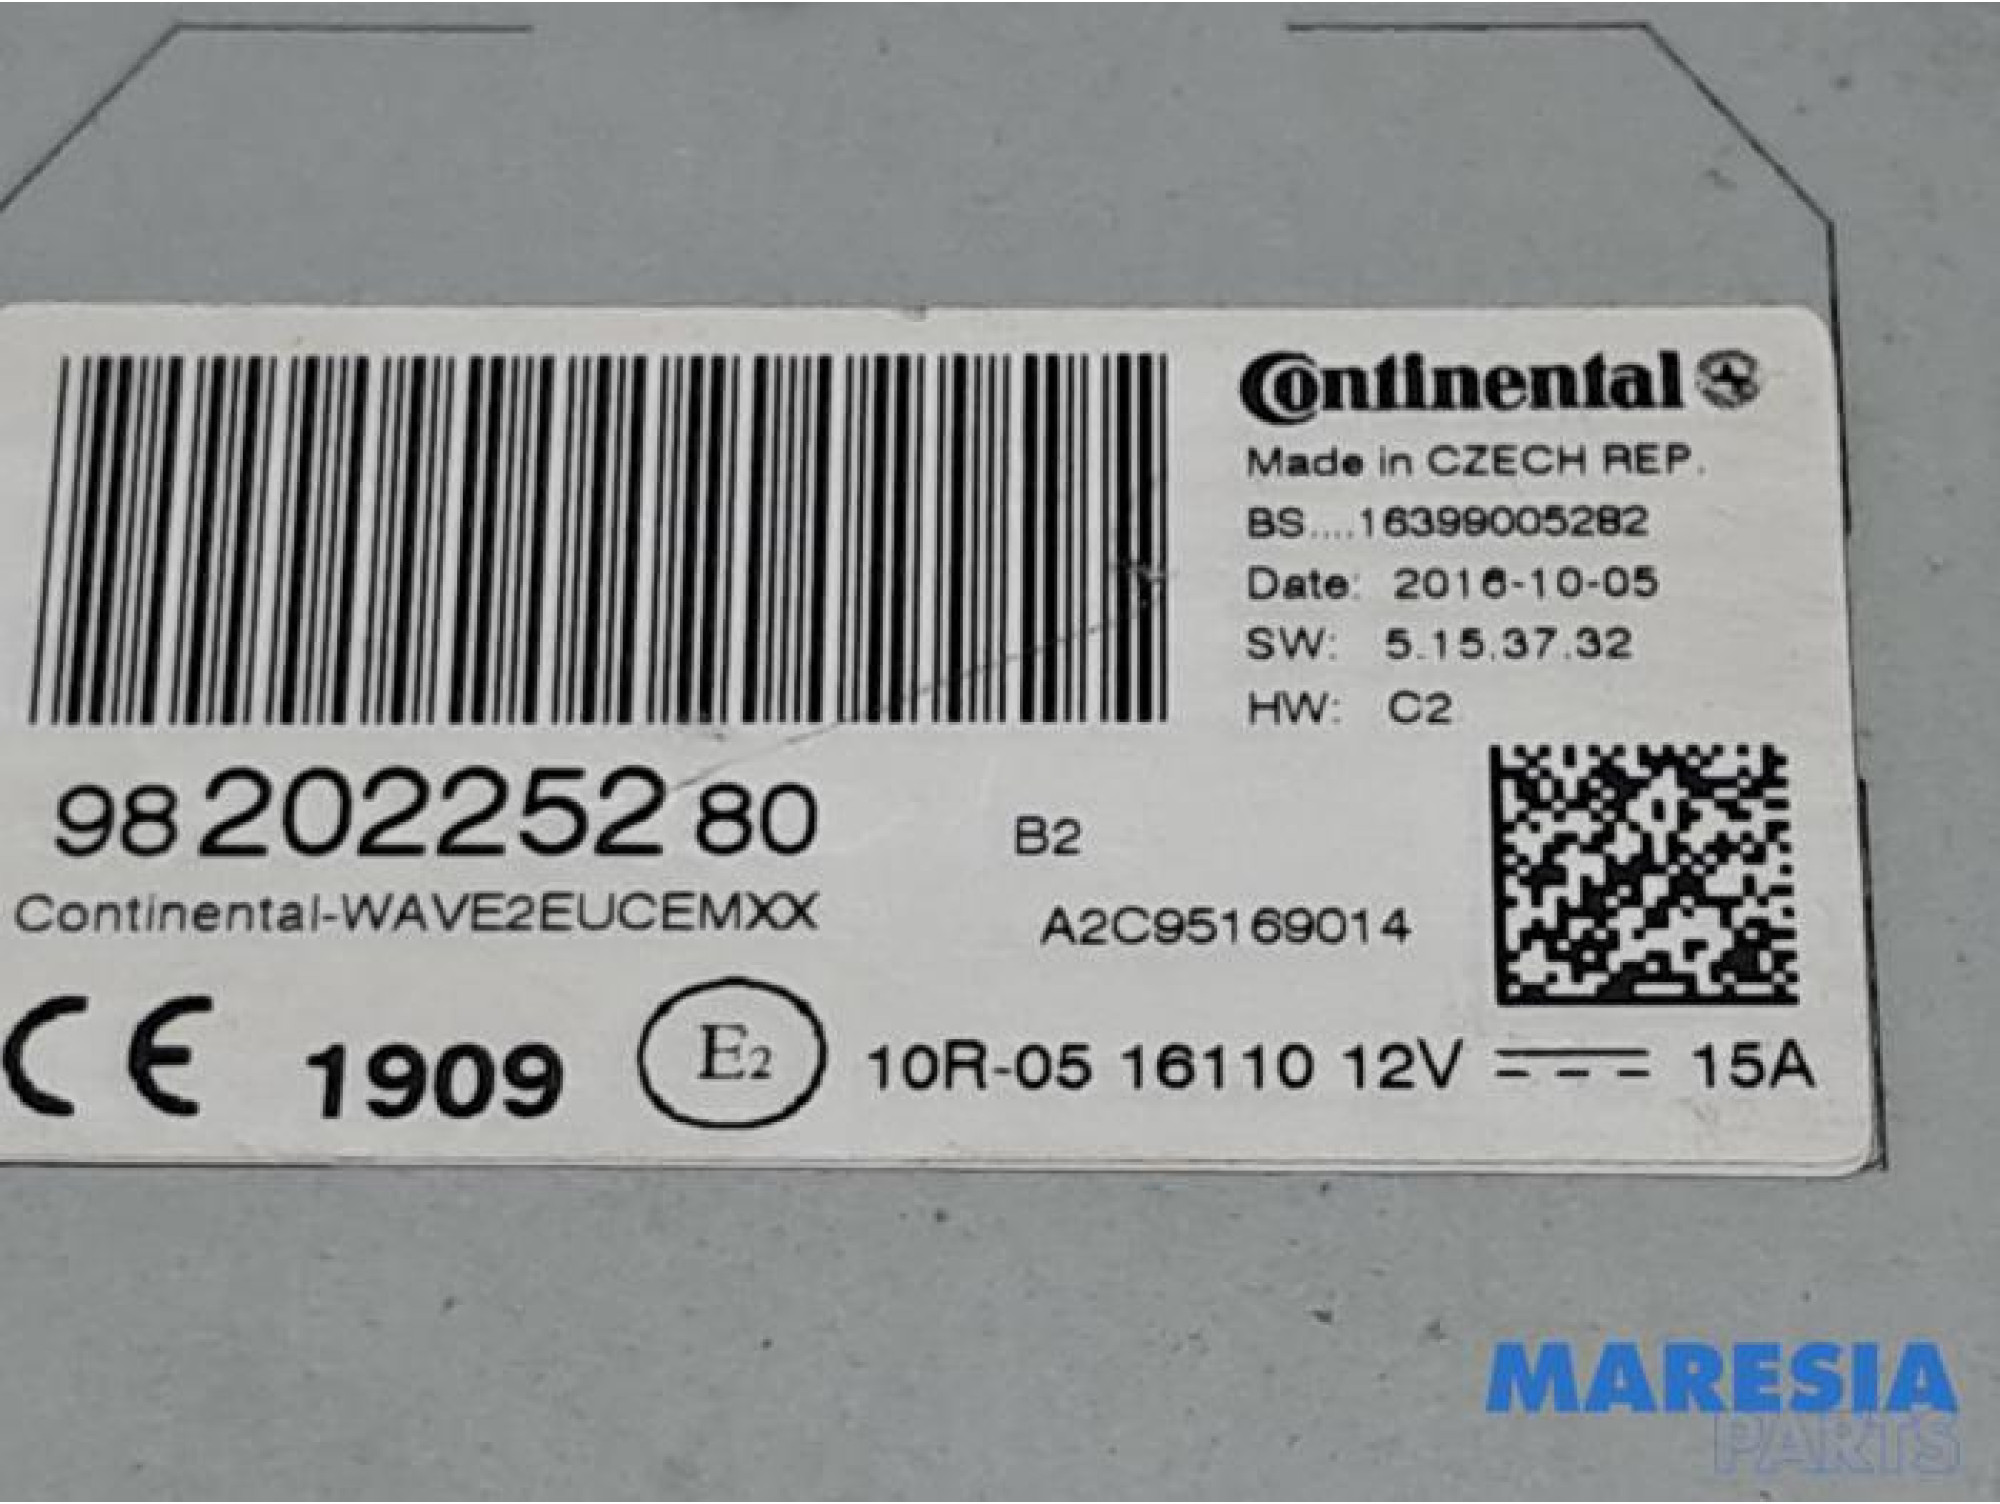 Continental
Made in CZECH REP.
BS....16399005282
Date: 2016-10-05
SW: 5.15.37.32
HW: C2
98 202252 80 B2
Continental-WAVE2EUCEMXX A2C95169014
CE 1909 E2 10R-05 16110 12V 15A
MARESIA
PARTS